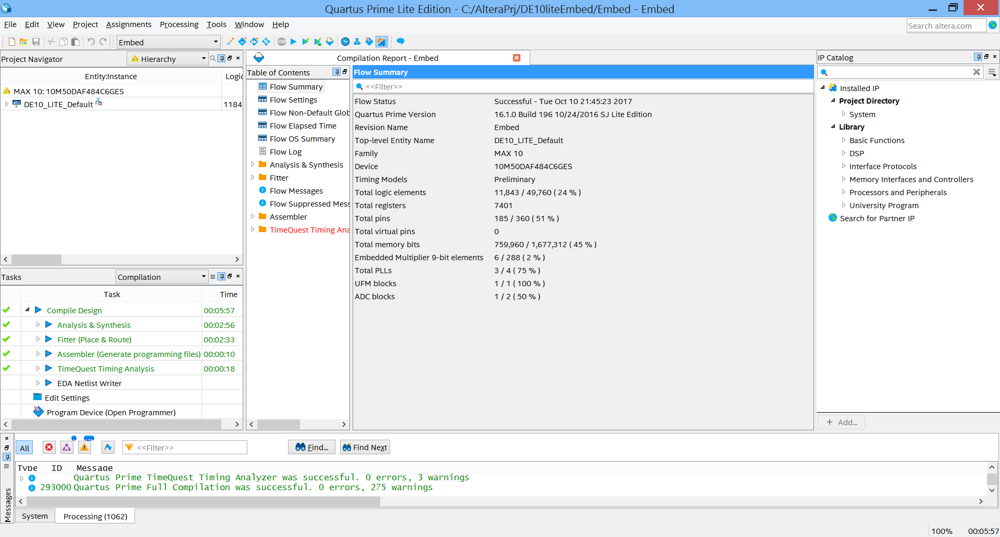 Quartus Prime Lite Edition - C:/AlteraPrj/DE10liteEmbed/Embed - Embed
File Edit View Project Assignments Processing Tools Window Help
Search altera.com
Embed
Project Navigator
Hierarchy
Entity:Instance
Logic
MAX 10: 10M50DAF484C6GES
DE10_LITE_Default
1184
Tasks
Compilation
Task Time
Compile Design 00:05:57
Analysis & Synthesis 00:02:56
Fitter (Place & Route) 00:02:33
Assembler (Generate programming files) 00:00:10
TimeQuest Timing Analysis 00:00:18
EDA Netlist Writer
Edit Settings
Program Device (Open Programmer)
Compilation Report - Embed
Table of Contents
Flow Summary
Flow Settings
Flow Non-Default Glob
Flow Elapsed Time
Flow OS Summary
Flow Log
Analysis & Synthesis
Fitter
Flow Messages
Flow Suppressed Mess
Assembler
TimeQuest Timing Ana
Flow Summary
<<Filter>>
Flow Status Successful - Tue Oct 10 21:45:23 2017
Quartus Prime Version 16.1.0 Build 196 10/24/2016 SJ Lite Edition
Revision Name Embed
Top-level Entity Name DE10_LITE_Default
Family MAX 10
Device 10M50DAF484C6GES
Timing Models Preliminary
Total logic elements 11,843 / 49,760 ( 24 % )
Total registers 7401
Total pins 185 / 360 ( 51 % )
Total virtual pins 0
Total memory bits 759,960 / 1,677,312 ( 45 % )
Embedded Multiplier 9-bit elements 6 / 288 ( 2 % )
Total PLLs 3 / 4 ( 75 % )
UFM blocks 1 / 1 ( 100 % )
ADC blocks 1 / 2 ( 50 % )
IP Catalog
Installed IP
Project Directory
System
Library
Basic Functions
DSP
Interface Protocols
Memory Interfaces and Controllers
Processors and Peripherals
University Program
Search for Partner IP
+ Add...
All
<<Filter>>
Find...
Find Next
Type ID Message
Quartus Prime TimeQuest Timing Analyzer was successful. 0 errors, 3 warnings
293000 Quartus Prime Full Compilation was successful. 0 errors, 275 warnings
Messages
System
Processing (1062)
100% 00:05:57